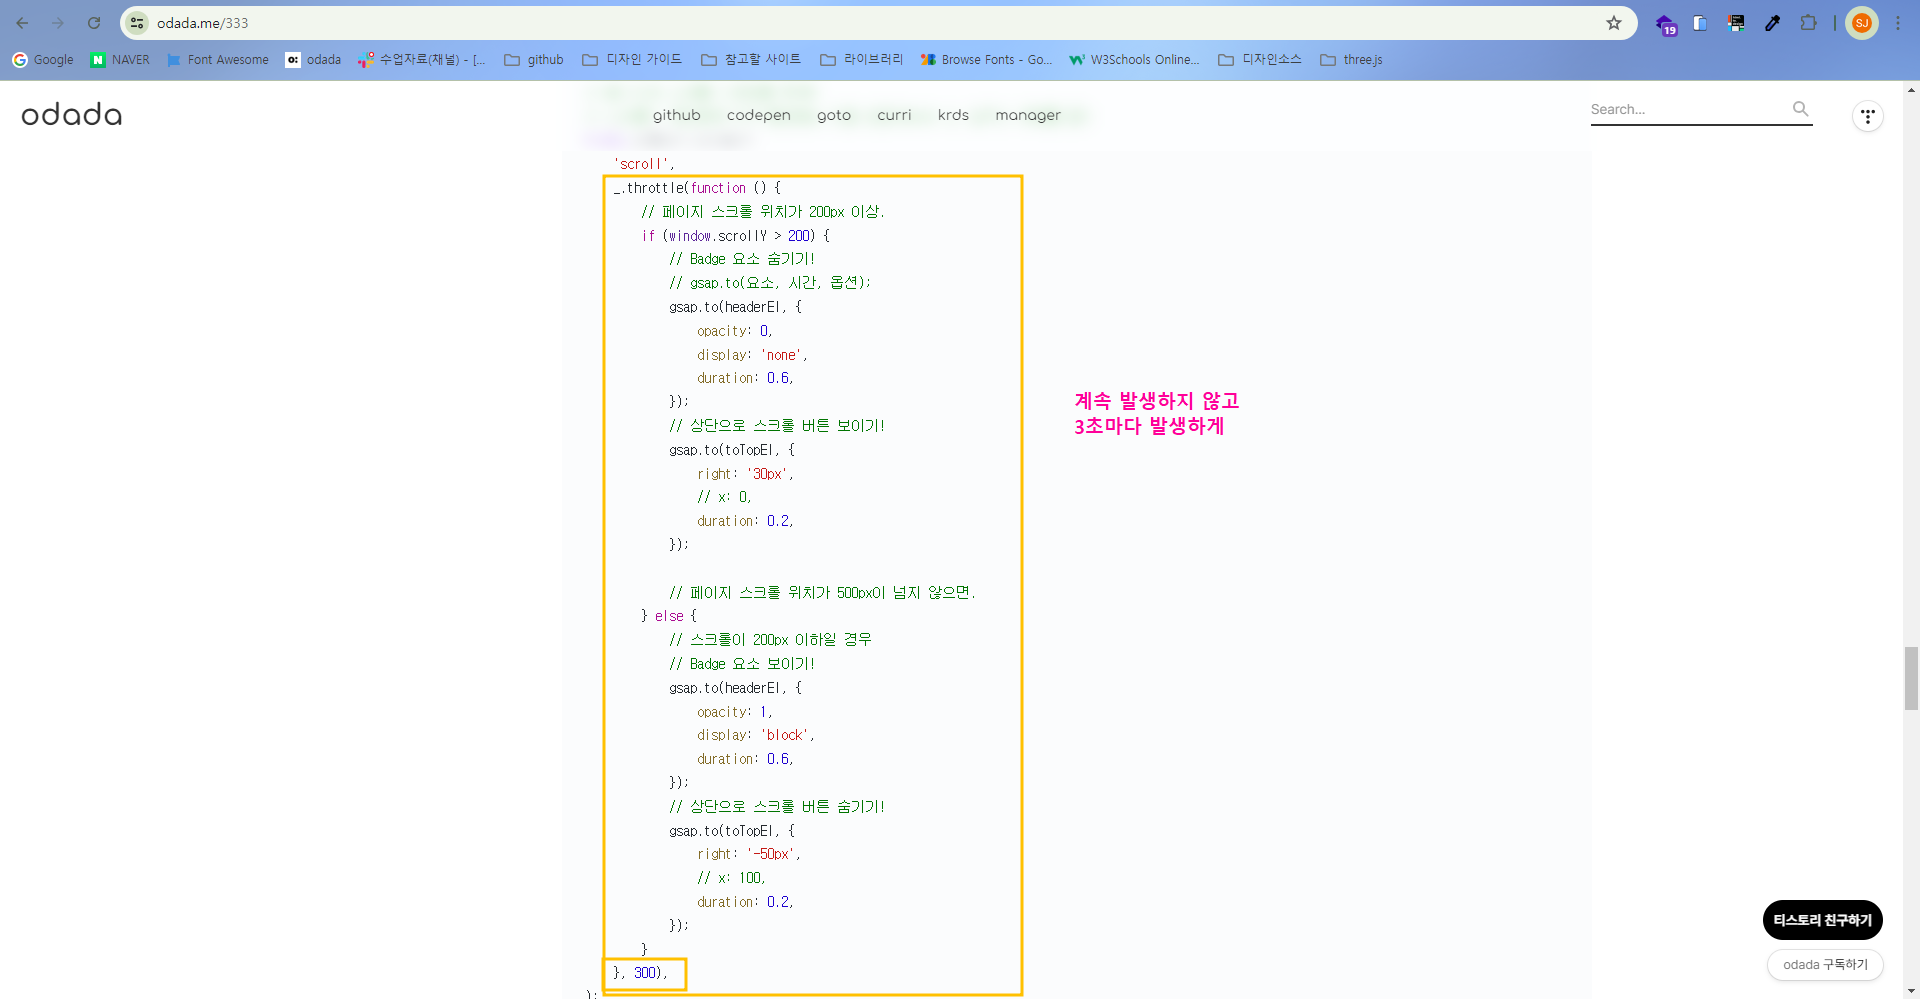 odada.me/333
19
SJ
Google
NAVER
Font Awesome
odada
수업자료(채널) - [...
github
디자인 가이드
참고할 사이트
라이브러리
Browse Fonts - Go...
W3Schools Online...
디자인소스
three.js
odada
github codepen goto curri krds manager
Search...
'scroll',
_.throttle(function () {
// 페이지 스크롤 위치가 200px 이상.
if (window.scrollY > 200) {
// Badge 요소 숨기기!
// gsap.to(요소, 시간, 옵션);
gsap.to(headerEl, {
opacity: 0,
display: 'none',
duration: 0.6,
});
// 상단으로 스크롤 버튼 보이기!
gsap.to(toTopEl, {
right: '30px',
// x: 0,
duration: 0.2,
});
// 페이지 스크롤 위치가 500px이 넘지 않으면.
} else {
// 스크롤이 200px 이하일 경우
// Badge 요소 보이기!
gsap.to(headerEl, {
opacity: 1,
display: 'block',
duration: 0.6,
});
// 상단으로 스크롤 버튼 숨기기!
gsap.to(toTopEl, {
right: '-50px',
// x: 100,
duration: 0.2,
});
}
}, 300),
);
계속 발생하지 않고
3초마다 발생하게
티스토리 친구하기
odada 구독하기